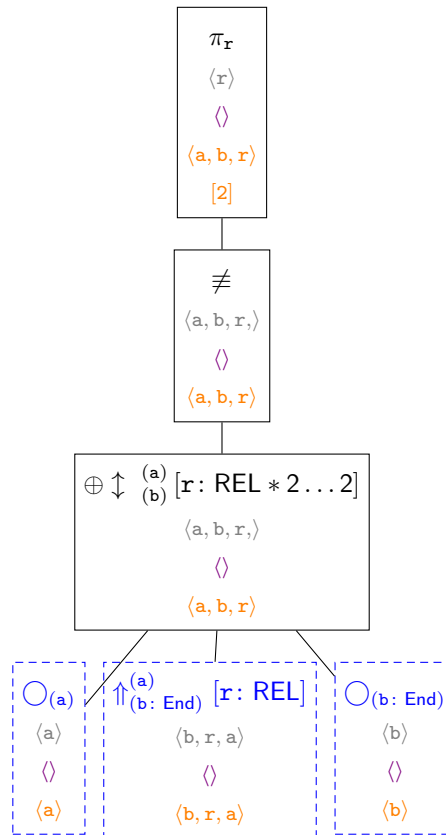 π_r
⟨r⟩
⟨⟩
⟨a, b, r⟩
[2]
≢
⟨a, b, r,⟩
⟨⟩
⟨a, b, r⟩
⊕ ↕ (a) (b) [r: REL ∗ 2 … 2]
⟨a, b, r,⟩
⟨⟩
⟨a, b, r⟩
◯(a)
⟨a⟩
⟨⟩
⟨a⟩
⇑(a) (b: End) [r: REL]
⟨b, r, a⟩
⟨⟩
⟨b, r, a⟩
◯(b: End)
⟨b⟩
⟨⟩
⟨b⟩